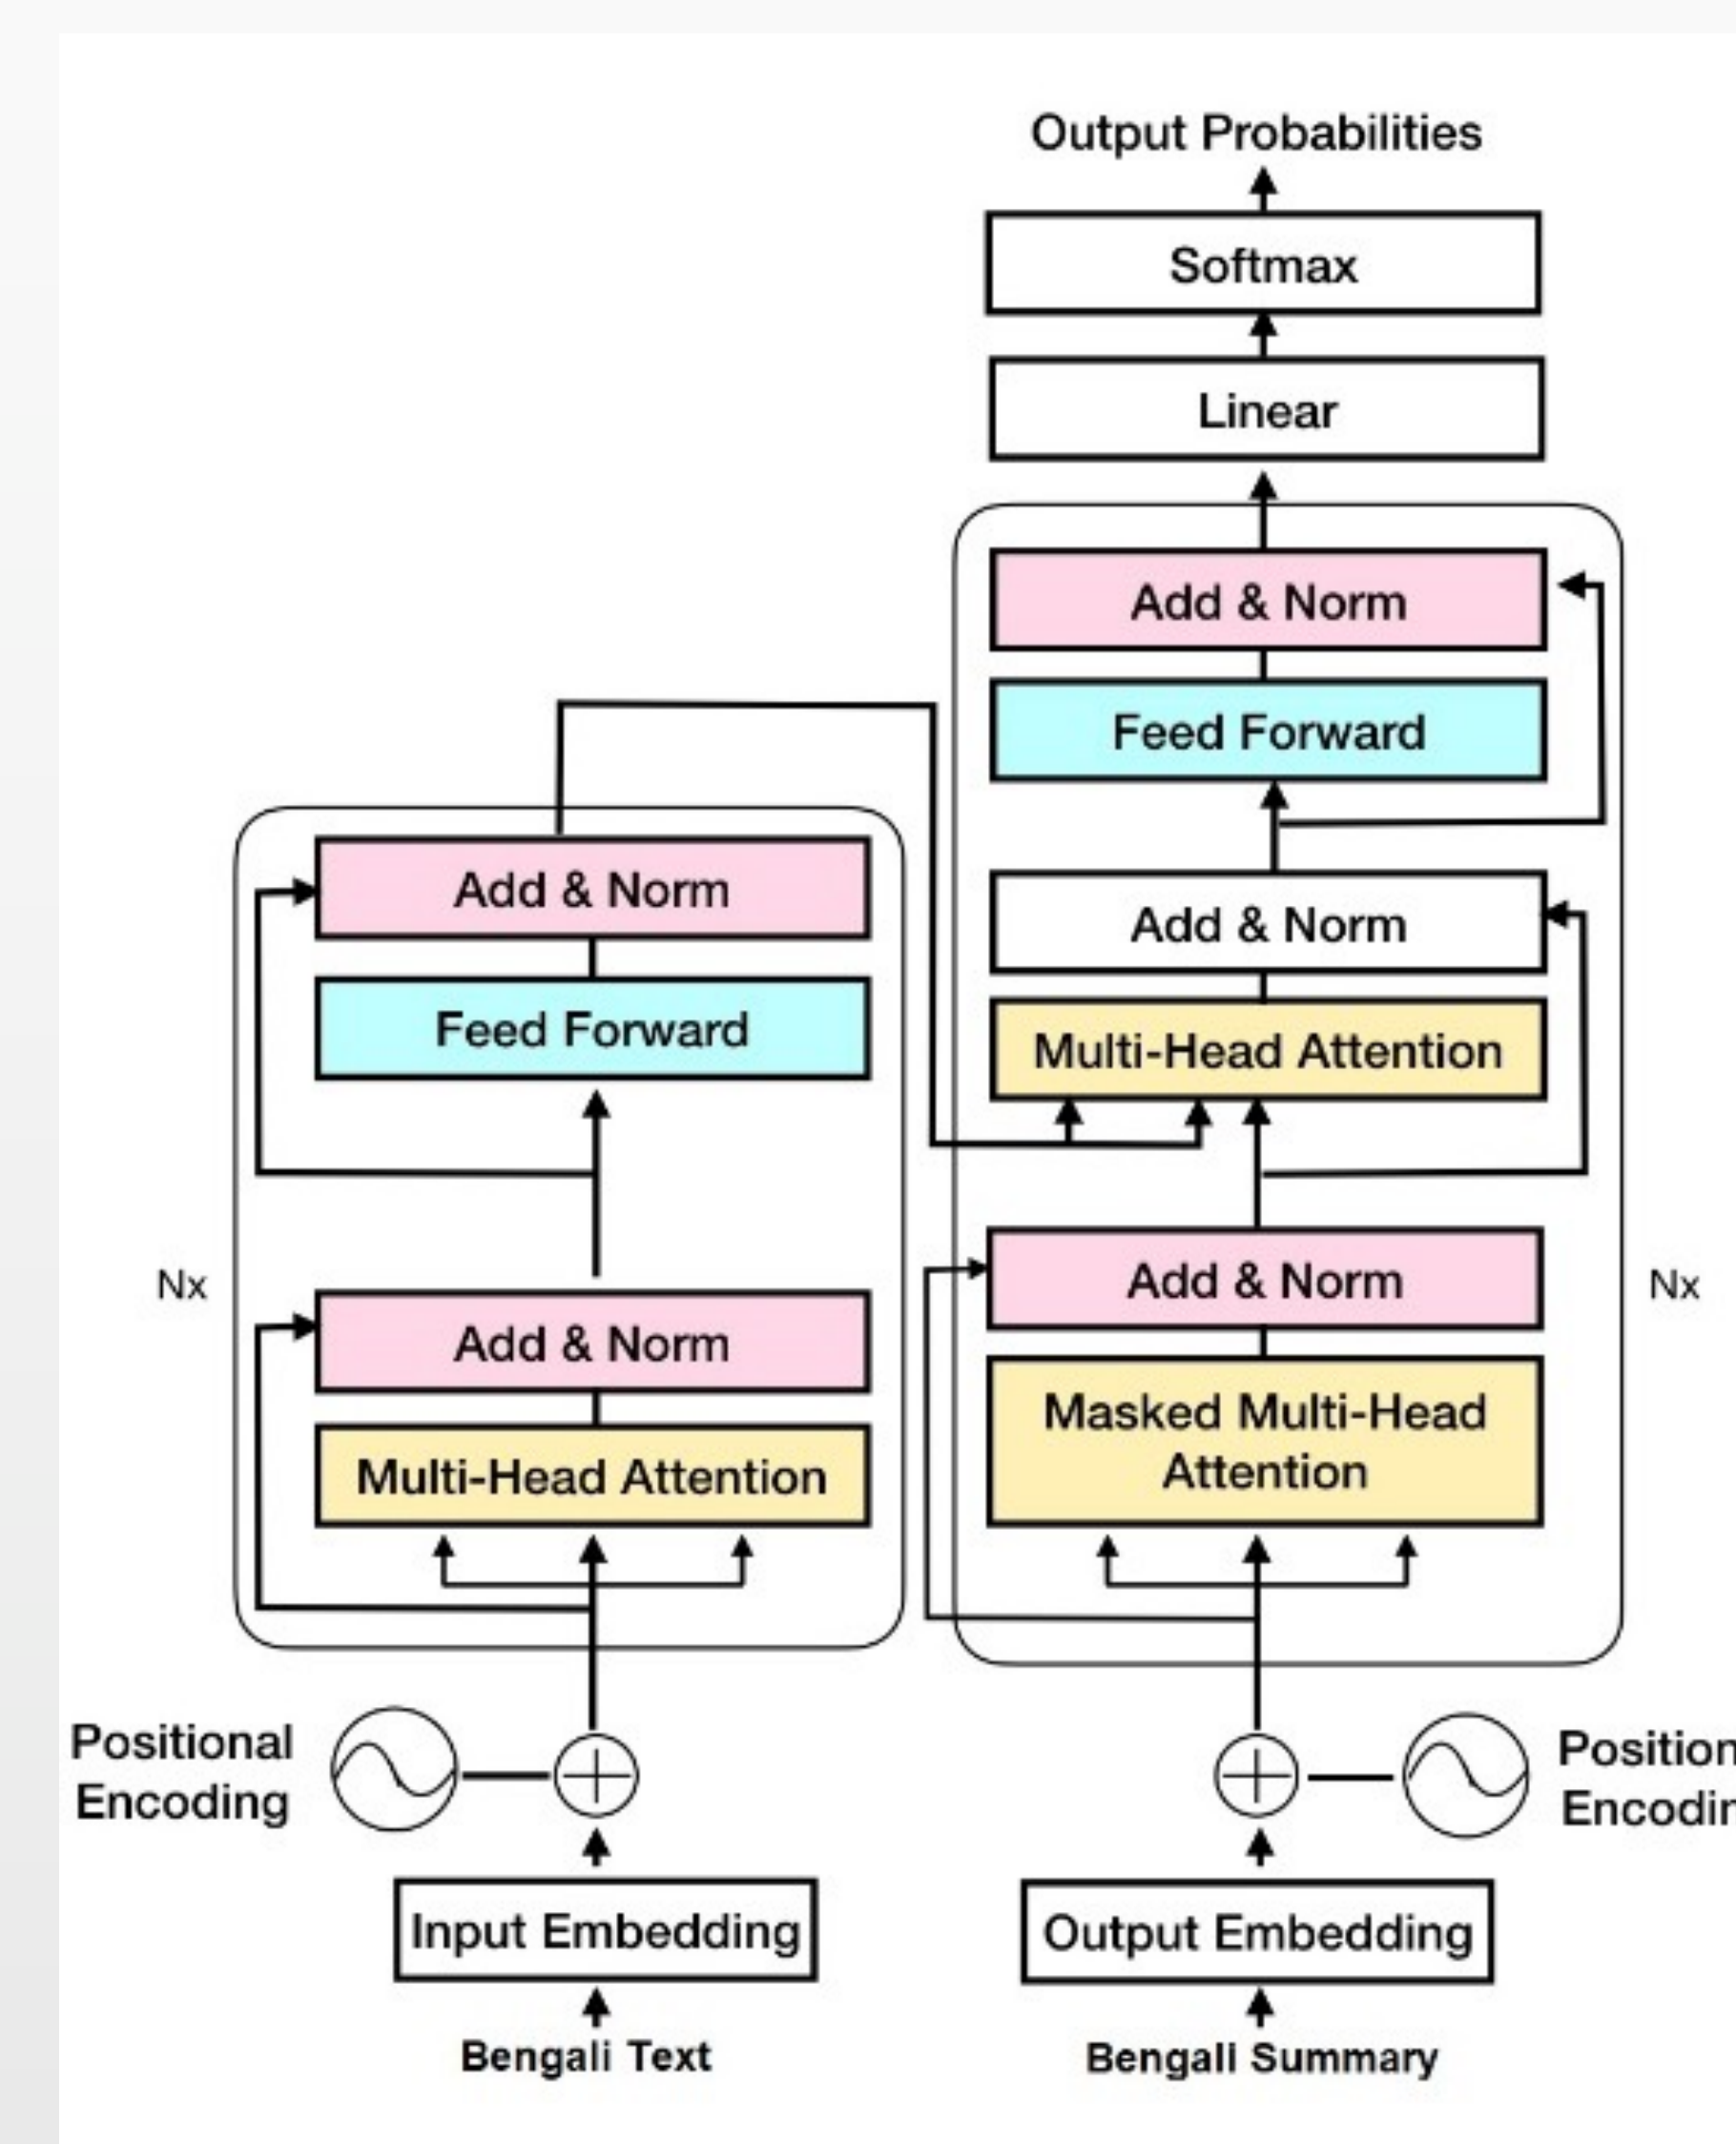 Output Probabilities
Softmax
Linear
Add & Norm
Feed Forward
Add & Norm
Multi-Head Attention
Add & Norm
Masked Multi-Head
Attention
Nx
Add & Norm
Feed Forward
Add & Norm
Multi-Head Attention
Nx
Positional
Encoding
Input Embedding
Bengali Text
Position
Encodin
Output Embedding
Bengali Summary